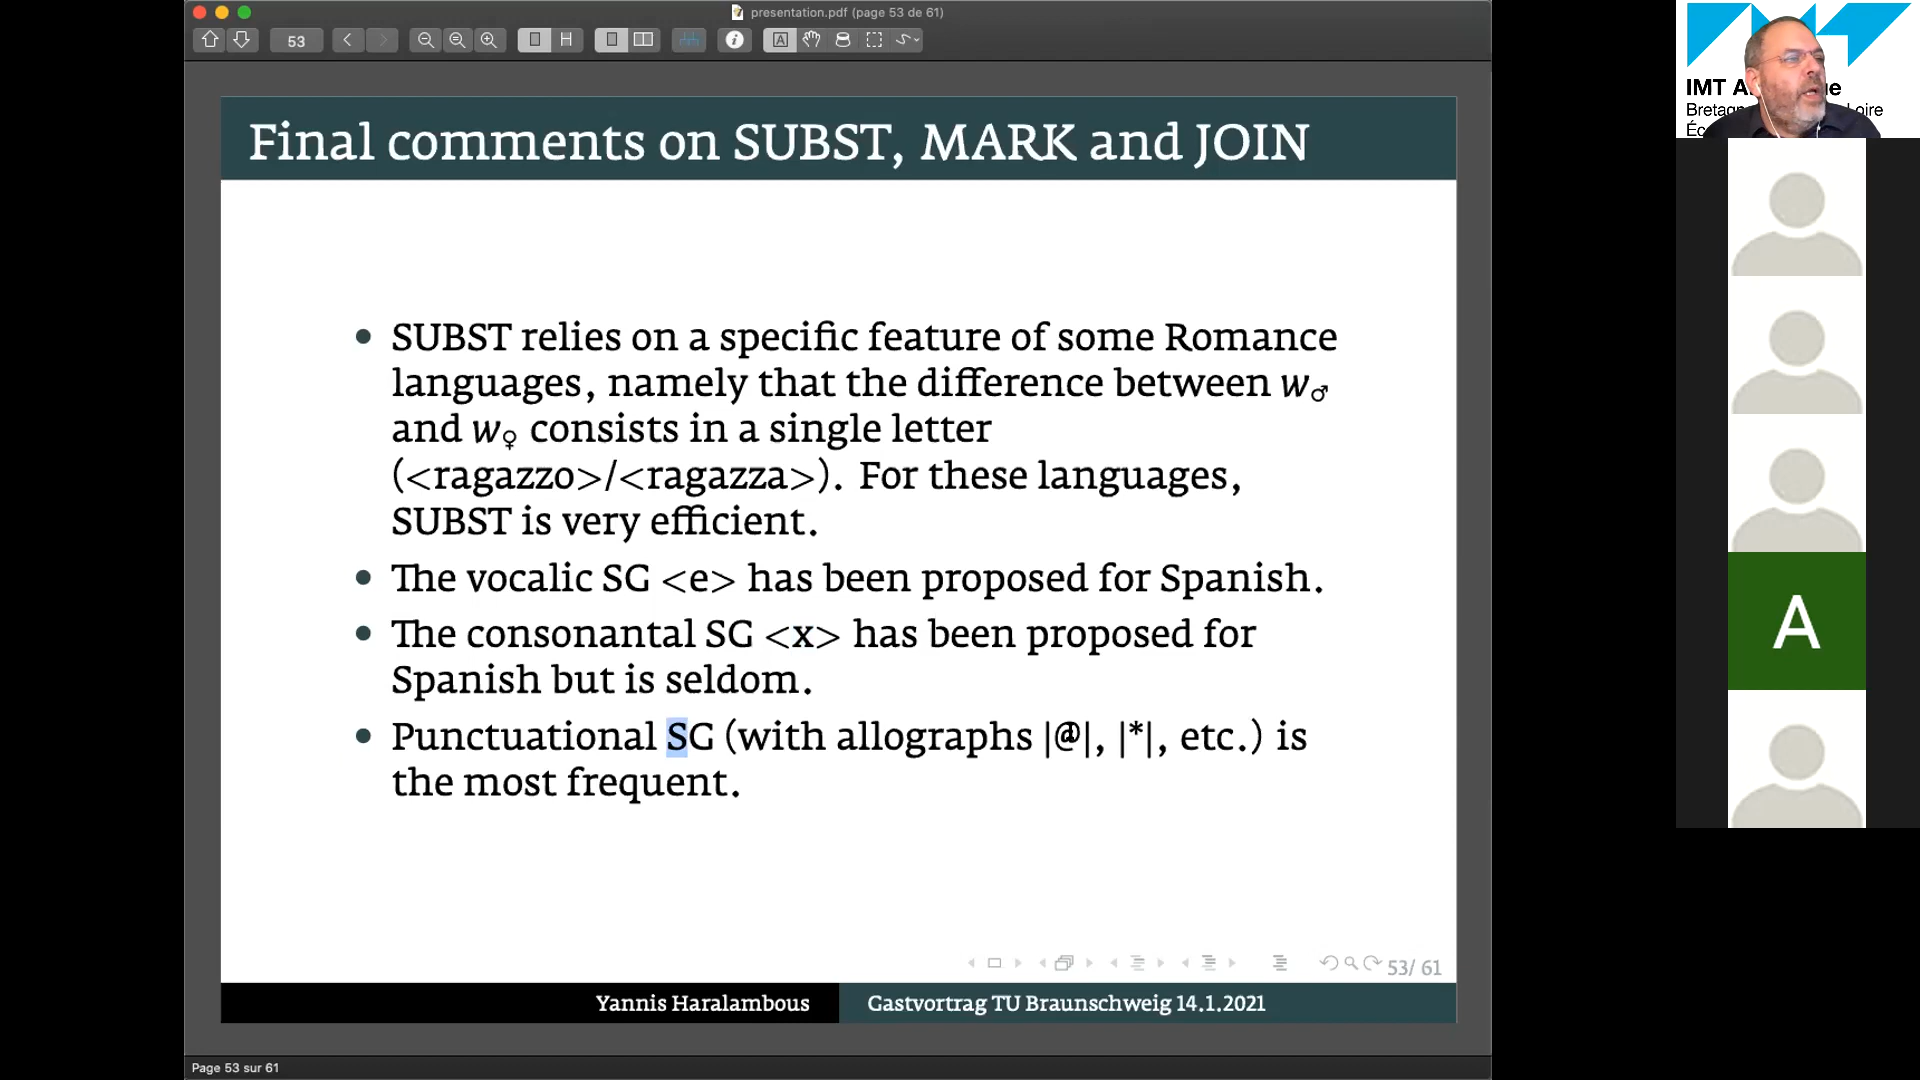 presentation.pdf (page 53 de 61)
53
IMT A
ue
Bretag
Loire
Éc
Final comments on SUBST, MARK and JOIN
• SUBST relies on a specific feature of some Romance
languages, namely that the difference between w♂
and w♀ consists in a single letter
(<ragazzo>/<ragazza>). For these languages,
SUBST is very efficient.
• The vocalic SG <e> has been proposed for Spanish.
• The consonantal SG <x> has been proposed for
Spanish but is seldom.
• Punctuational SG (with allographs |@|, |*|, etc.) is
the most frequent.
A
53/ 61
Yannis Haralambous
Gastvortrag TU Braunschweig 14.1.2021
Page 53 sur 61